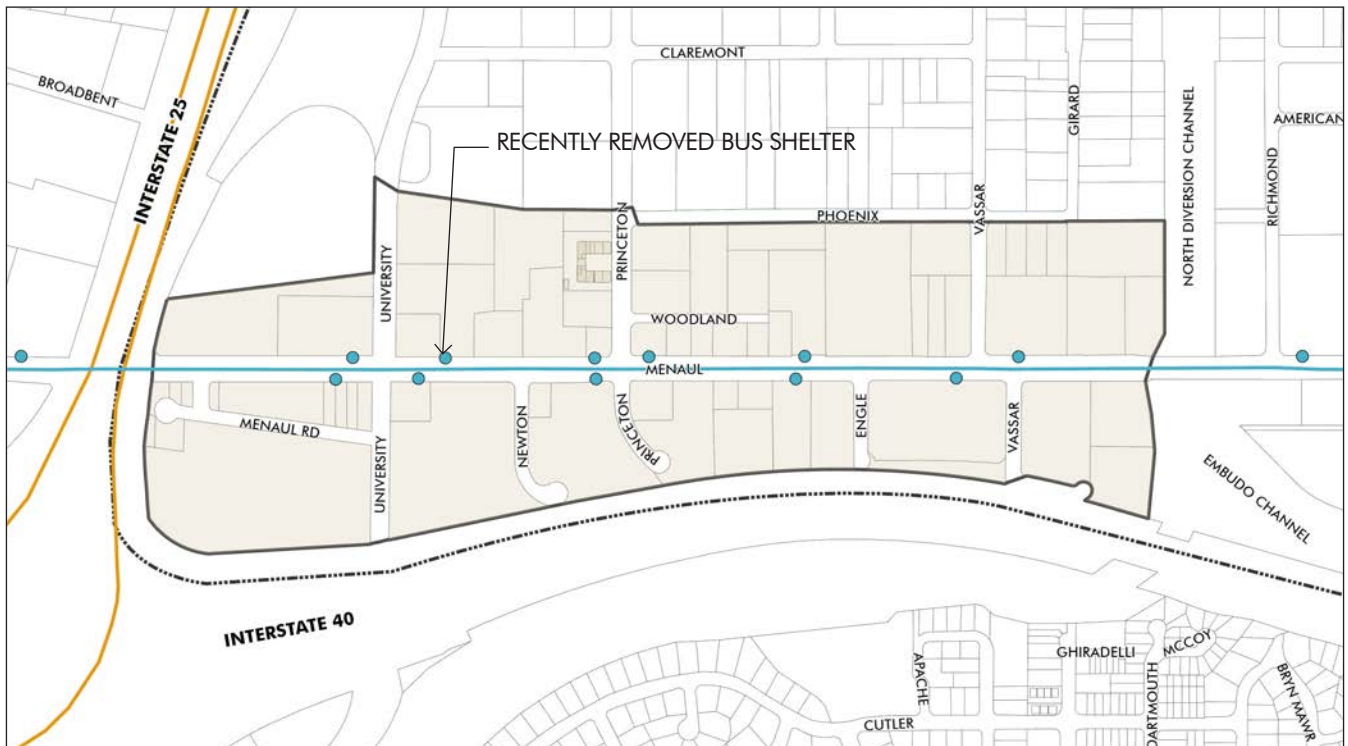 CLAREMONT
BROADBENT
INTERSTATE 25
GIRARD
NORTH DIVERSION CHANNEL
AMERICAN
RECENTLY REMOVED BUS SHELTER
RICHMOND
VASSAR
PHOENIX
PRINCETON
UNIVERSITY
WOODLAND
MENAUL
MENAUL RD
UNIVERSITY
NEWTON
PRINCETON
ENGLE
VASSAR
EMBUDO CHANNEL
INTERSTATE 40
APACHE
GHIRADELLI
MCCOY
DARTMOUTH
BRYN MAWR
CUTLER